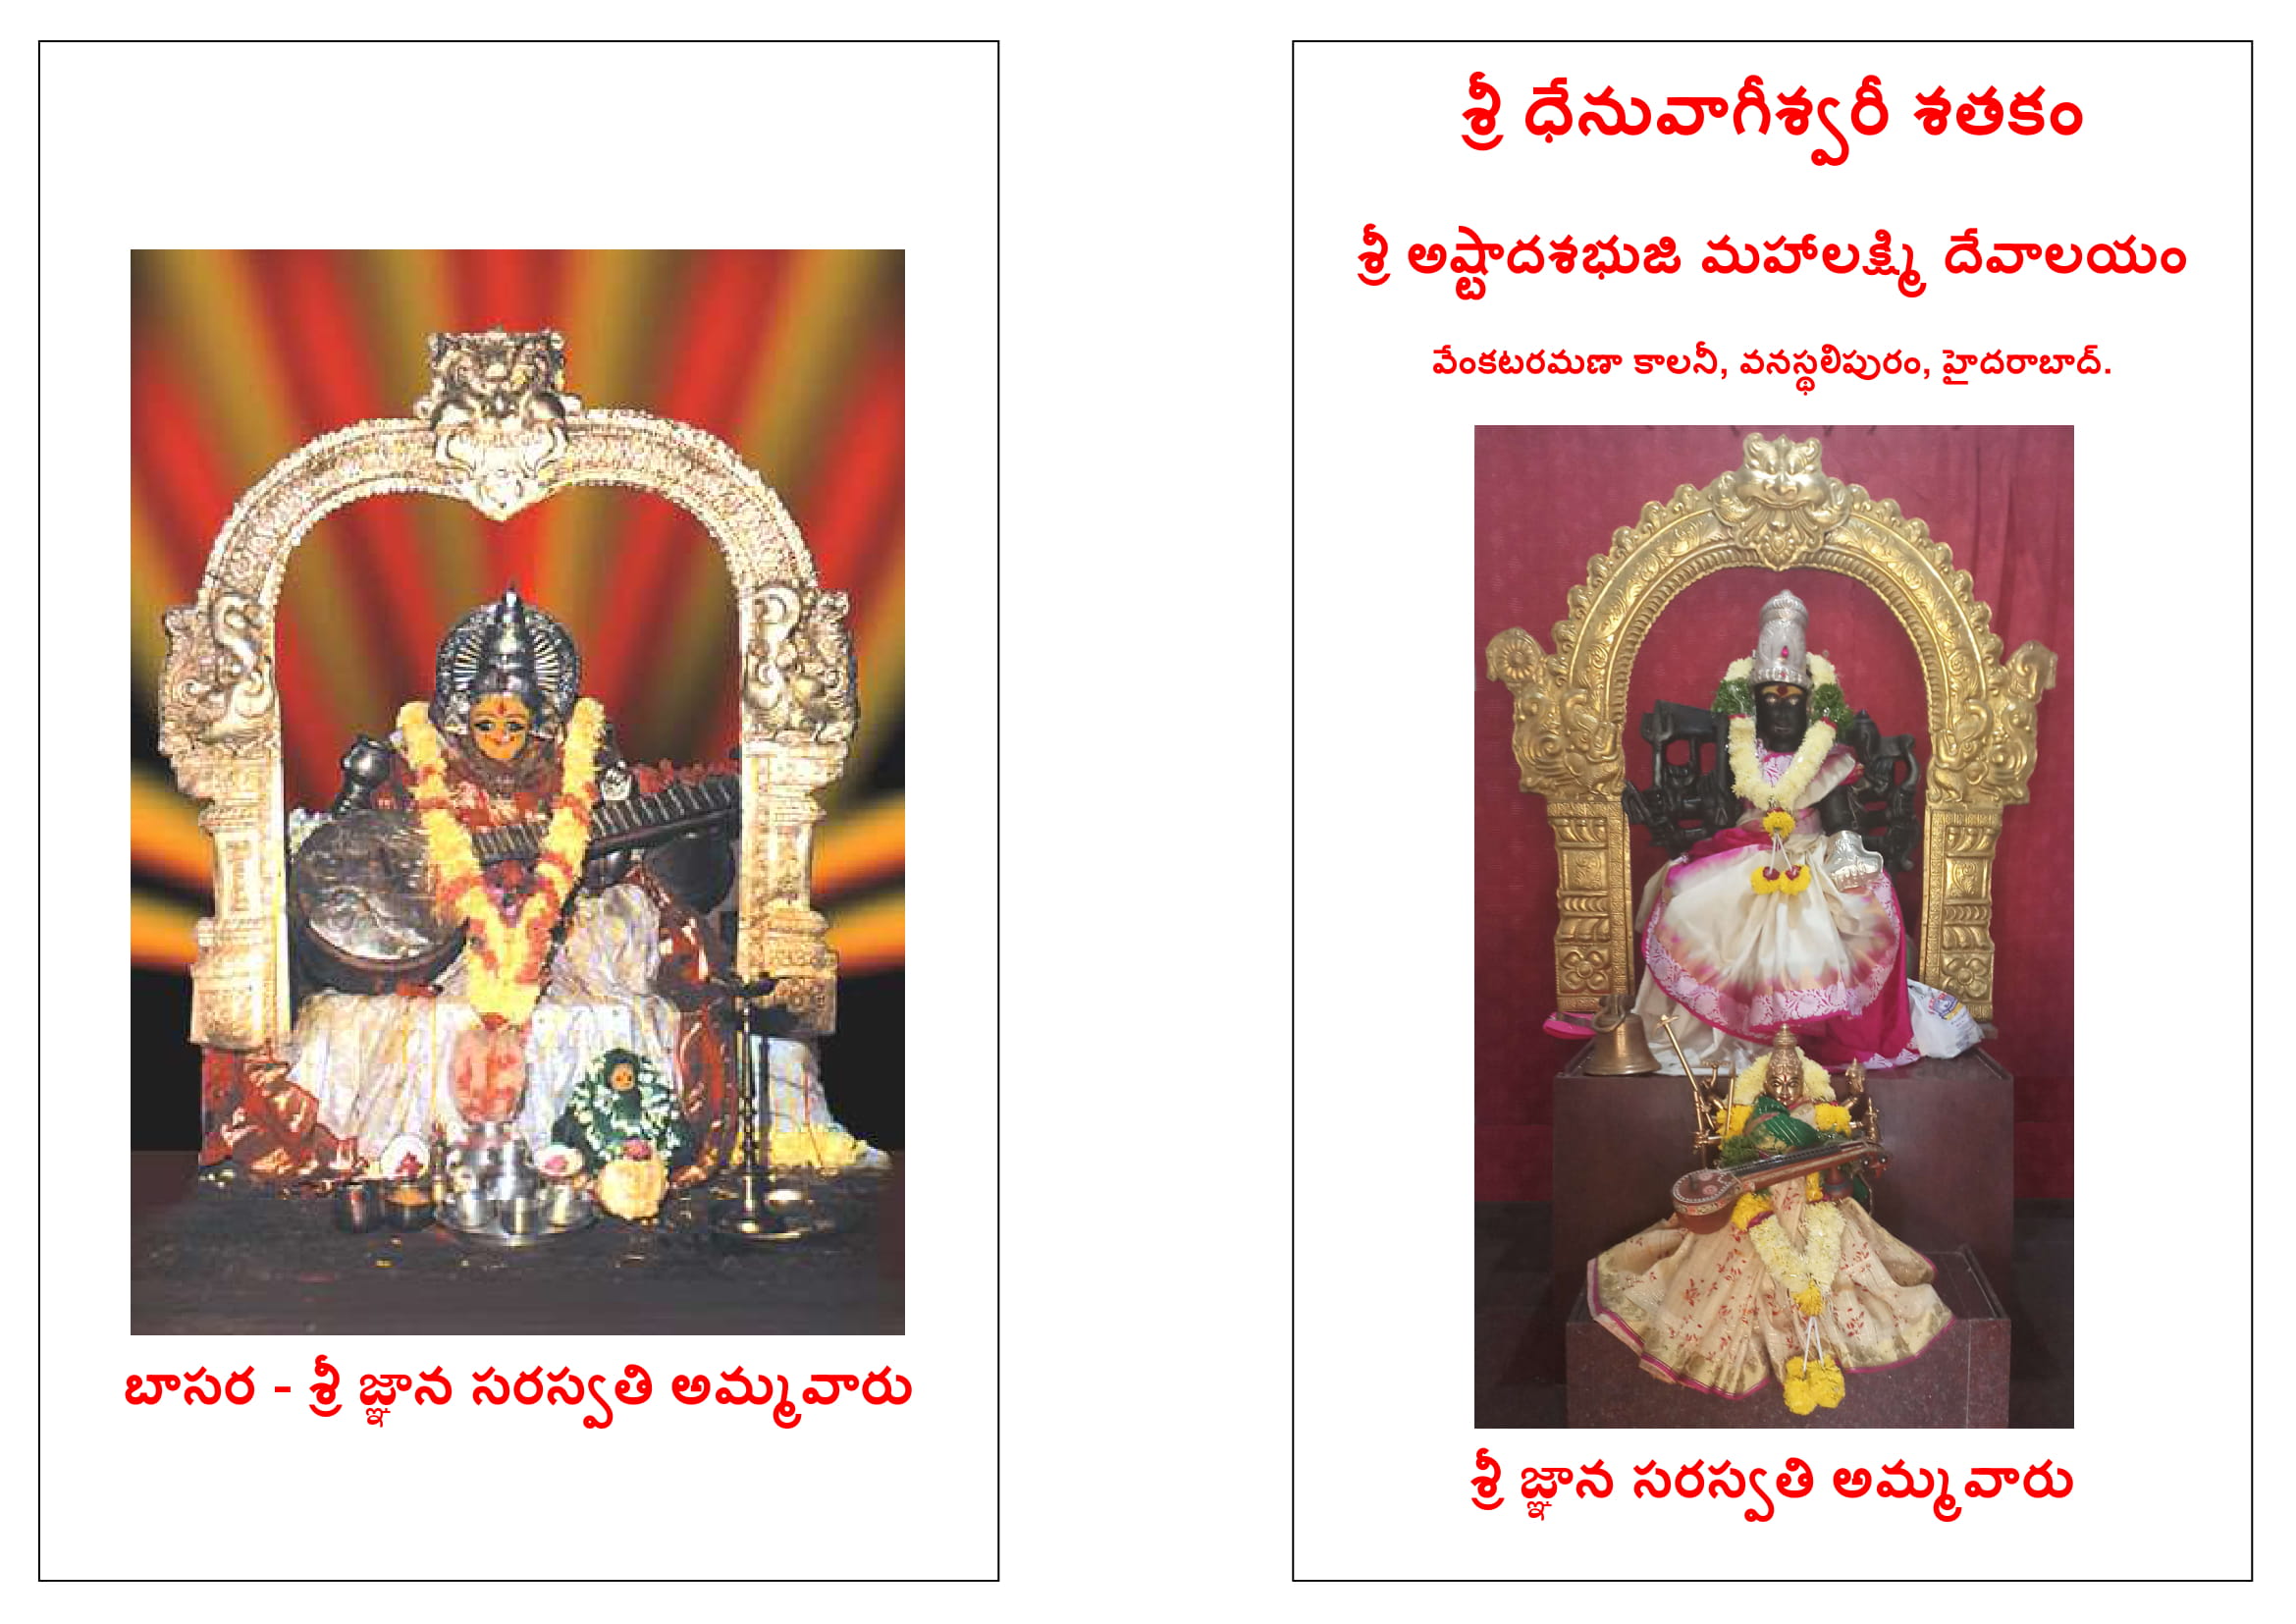 బాసర - శ్రీ జ్ఞాన సరస్వతి అమ్మవారు
శ్రీ ధేనువాగీశ్వరీ శతకం
శ్రీ అష్టాదశభుజి మహాలక్ష్మి దేవాలయం
వేంకటరమణా కాలనీ, వనస్థలిపురం, హైదరాబాద్.
శ్రీ జ్ఞాన సరస్వతి అమ్మవారు